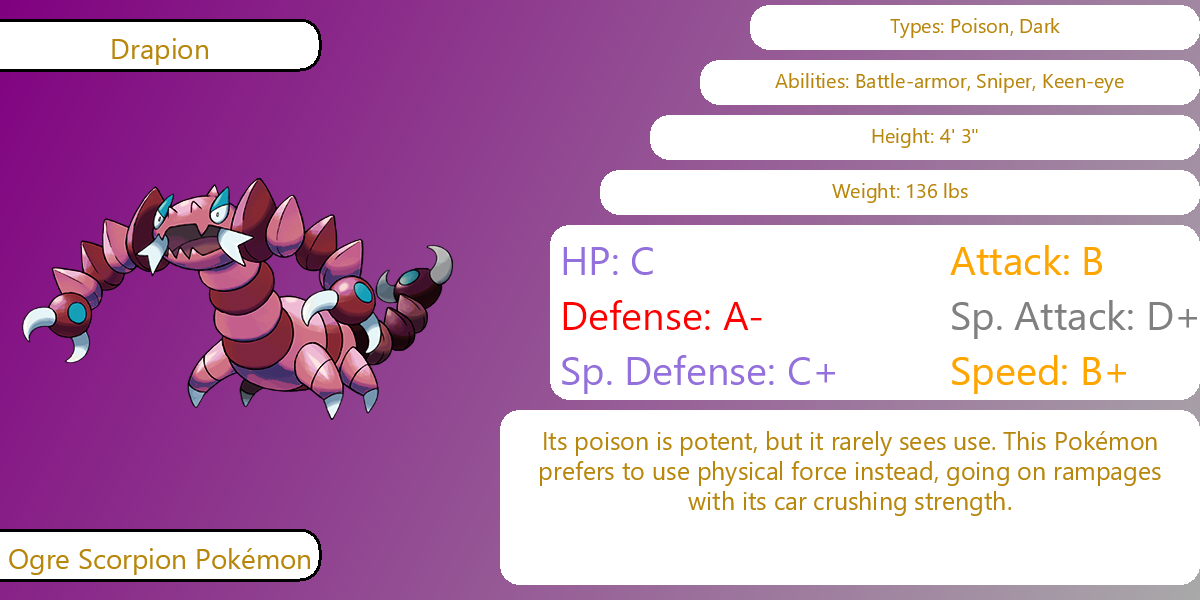 Drapion
Types: Poison, Dark
Abilities: Battle-armor, Sniper, Keen-eye
Height: 4' 3"
Weight: 136 lbs
HP: C
Attack: B
Defense: A-
Sp. Attack: D+
Sp. Defense: C+
Speed: B+
Its poison is potent, but it rarely sees use. This Pokémon
prefers to use physical force instead, going on rampages
with its car crushing strength.
Ogre Scorpion Pokémon